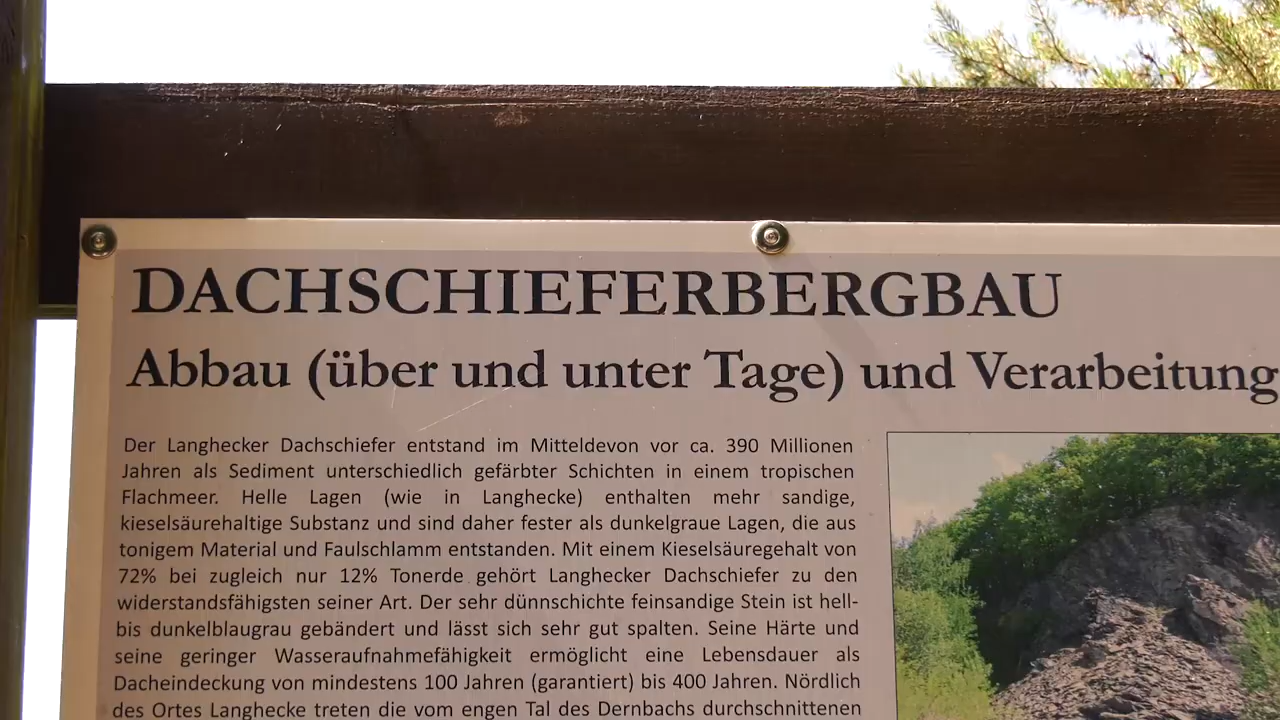 DACHSCHIEFERBERGBAU
Abbau (über und unter Tage) und Verarbeitung
Der Langhecker Dachschiefer entstand im Mitteldevon vor ca. 390 Millionen
Jahren als Sediment unterschiedlich gefärbter Schichten in einem tropischen
Flachmeer. Helle Lagen (wie in Langhecke) enthalten mehr sandige,
kieselsäurehaltige Substanz und sind daher fester als dunkelgraue Lagen, die aus
tonigem Material und Faulschlamm entstanden. Mit einem Kieselsäuregehalt von
72% bei zugleich nur 12% Tonerde gehört Langhecker Dachschiefer zu den
widerstandsfähigsten seiner Art. Der sehr dünnschichte feinsandige Stein ist hell-
bis dunkelblaugrau gebändert und lässt sich sehr gut spalten. Seine Härte und
seine geringer Wasseraufnahmefähigkeit ermöglicht eine Lebensdauer als
Dacheindeckung von mindestens 100 Jahren (garantiert) bis 400 Jahren. Nördlich
des Ortes Langhecke treten die vom engen Tal des Dernbachs durchschnittenen